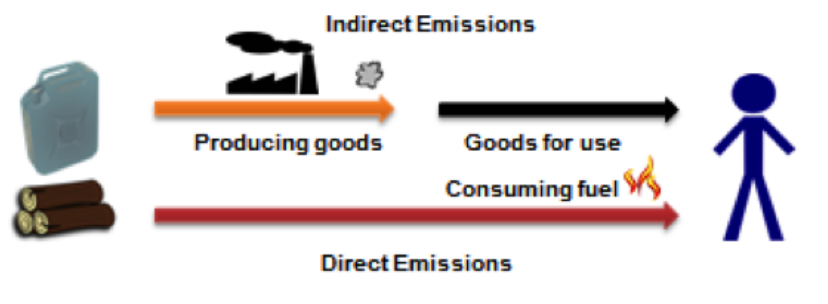 Indirect Emissions
Producing goods
Goods for use
Consuming fuel
Direct Emissions